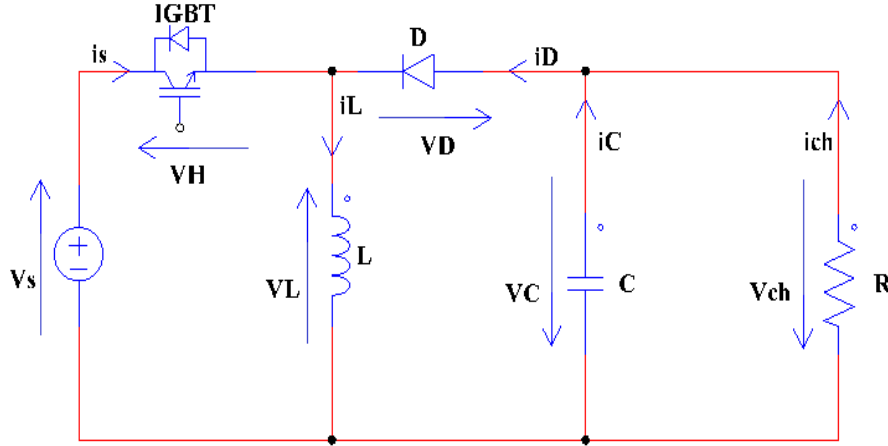 IGBT
is
D
iD
iL
VD
iC
ich
VH
Vs
+
−
VL
L
VC
C
Vch
R